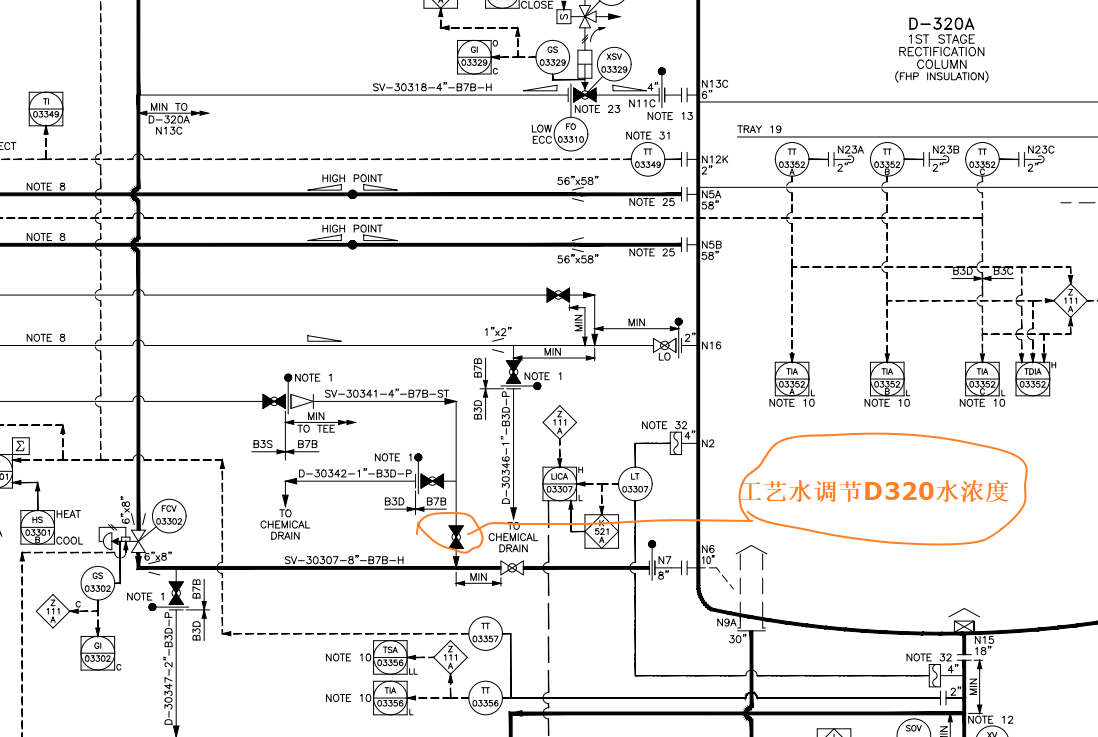 CLOSE
D-320A
1ST STAGE
RECTIFICATION
COLUMN
(FHP INSULATION)
S
GI
03329
O
C
GS
03329
XSV
03329
SV-30318-4"-B7B-H
4"
N13C
6"
N11C
NOTE 13
NOTE 23
TI
03349
MIN TO
D-320A
N13C
LOW
ECC
FO
03310
NOTE 31
TT
03349
N12K
2"
ECT
TRAY 19
TT
03352
A
N23A
2"
TT
03352
B
N23B
2"
TT
03352
C
N23C
2"
NOTE 8
HIGH POINT
56"x58"
NOTE 25
N5A
58"
NOTE 8
HIGH POINT
56"x58"
NOTE 25
N5B
58"
B3D
B3C
Z
111
A
MIN
MIN
NOTE 8
1"x2"
MIN
LO
2"
N16
NOTE 1
B7B
B3D
D-30346-1"-B3D-P
TO
CHEMICAL
DRAIN
TIA
03352
A
L
NOTE 10
TIA
03352
B
L
NOTE 10
TIA
03352
C
L
NOTE 10
TDIA
03352
H
NOTE 1
SV-30341-4"-B7B-ST
MIN
TO TEE
B3S
B7B
NOTE 1
D-30342-1"-B3D-P
B3D
B7B
TO
CHEMICAL
DRAIN
Z
111
A
LICA
03307
H
L
LT
03307
K
521
A
NOTE 32
4"
N2
工艺水调节D320水浓度
Σ
01
HS
03301
B
HEAT
COOL
6"x8"
FCV
03302
6"x8"
SV-30307-8"-B7B-H
MIN
N7
8"
N6
10"
GS
03302
Z
111
A
C
GI
03302
C
NOTE 1
B7B
B3D
D-30347-2"-B3D-P
TT
03357
NOTE 10
TSA
03356
LL
Z
111
A
NOTE 10
TIA
03356
L
TT
03356
N9A
30"
N15
18"
NOTE 32
4"
2"
MIN
NOTE 12
MIN
SOV
XV